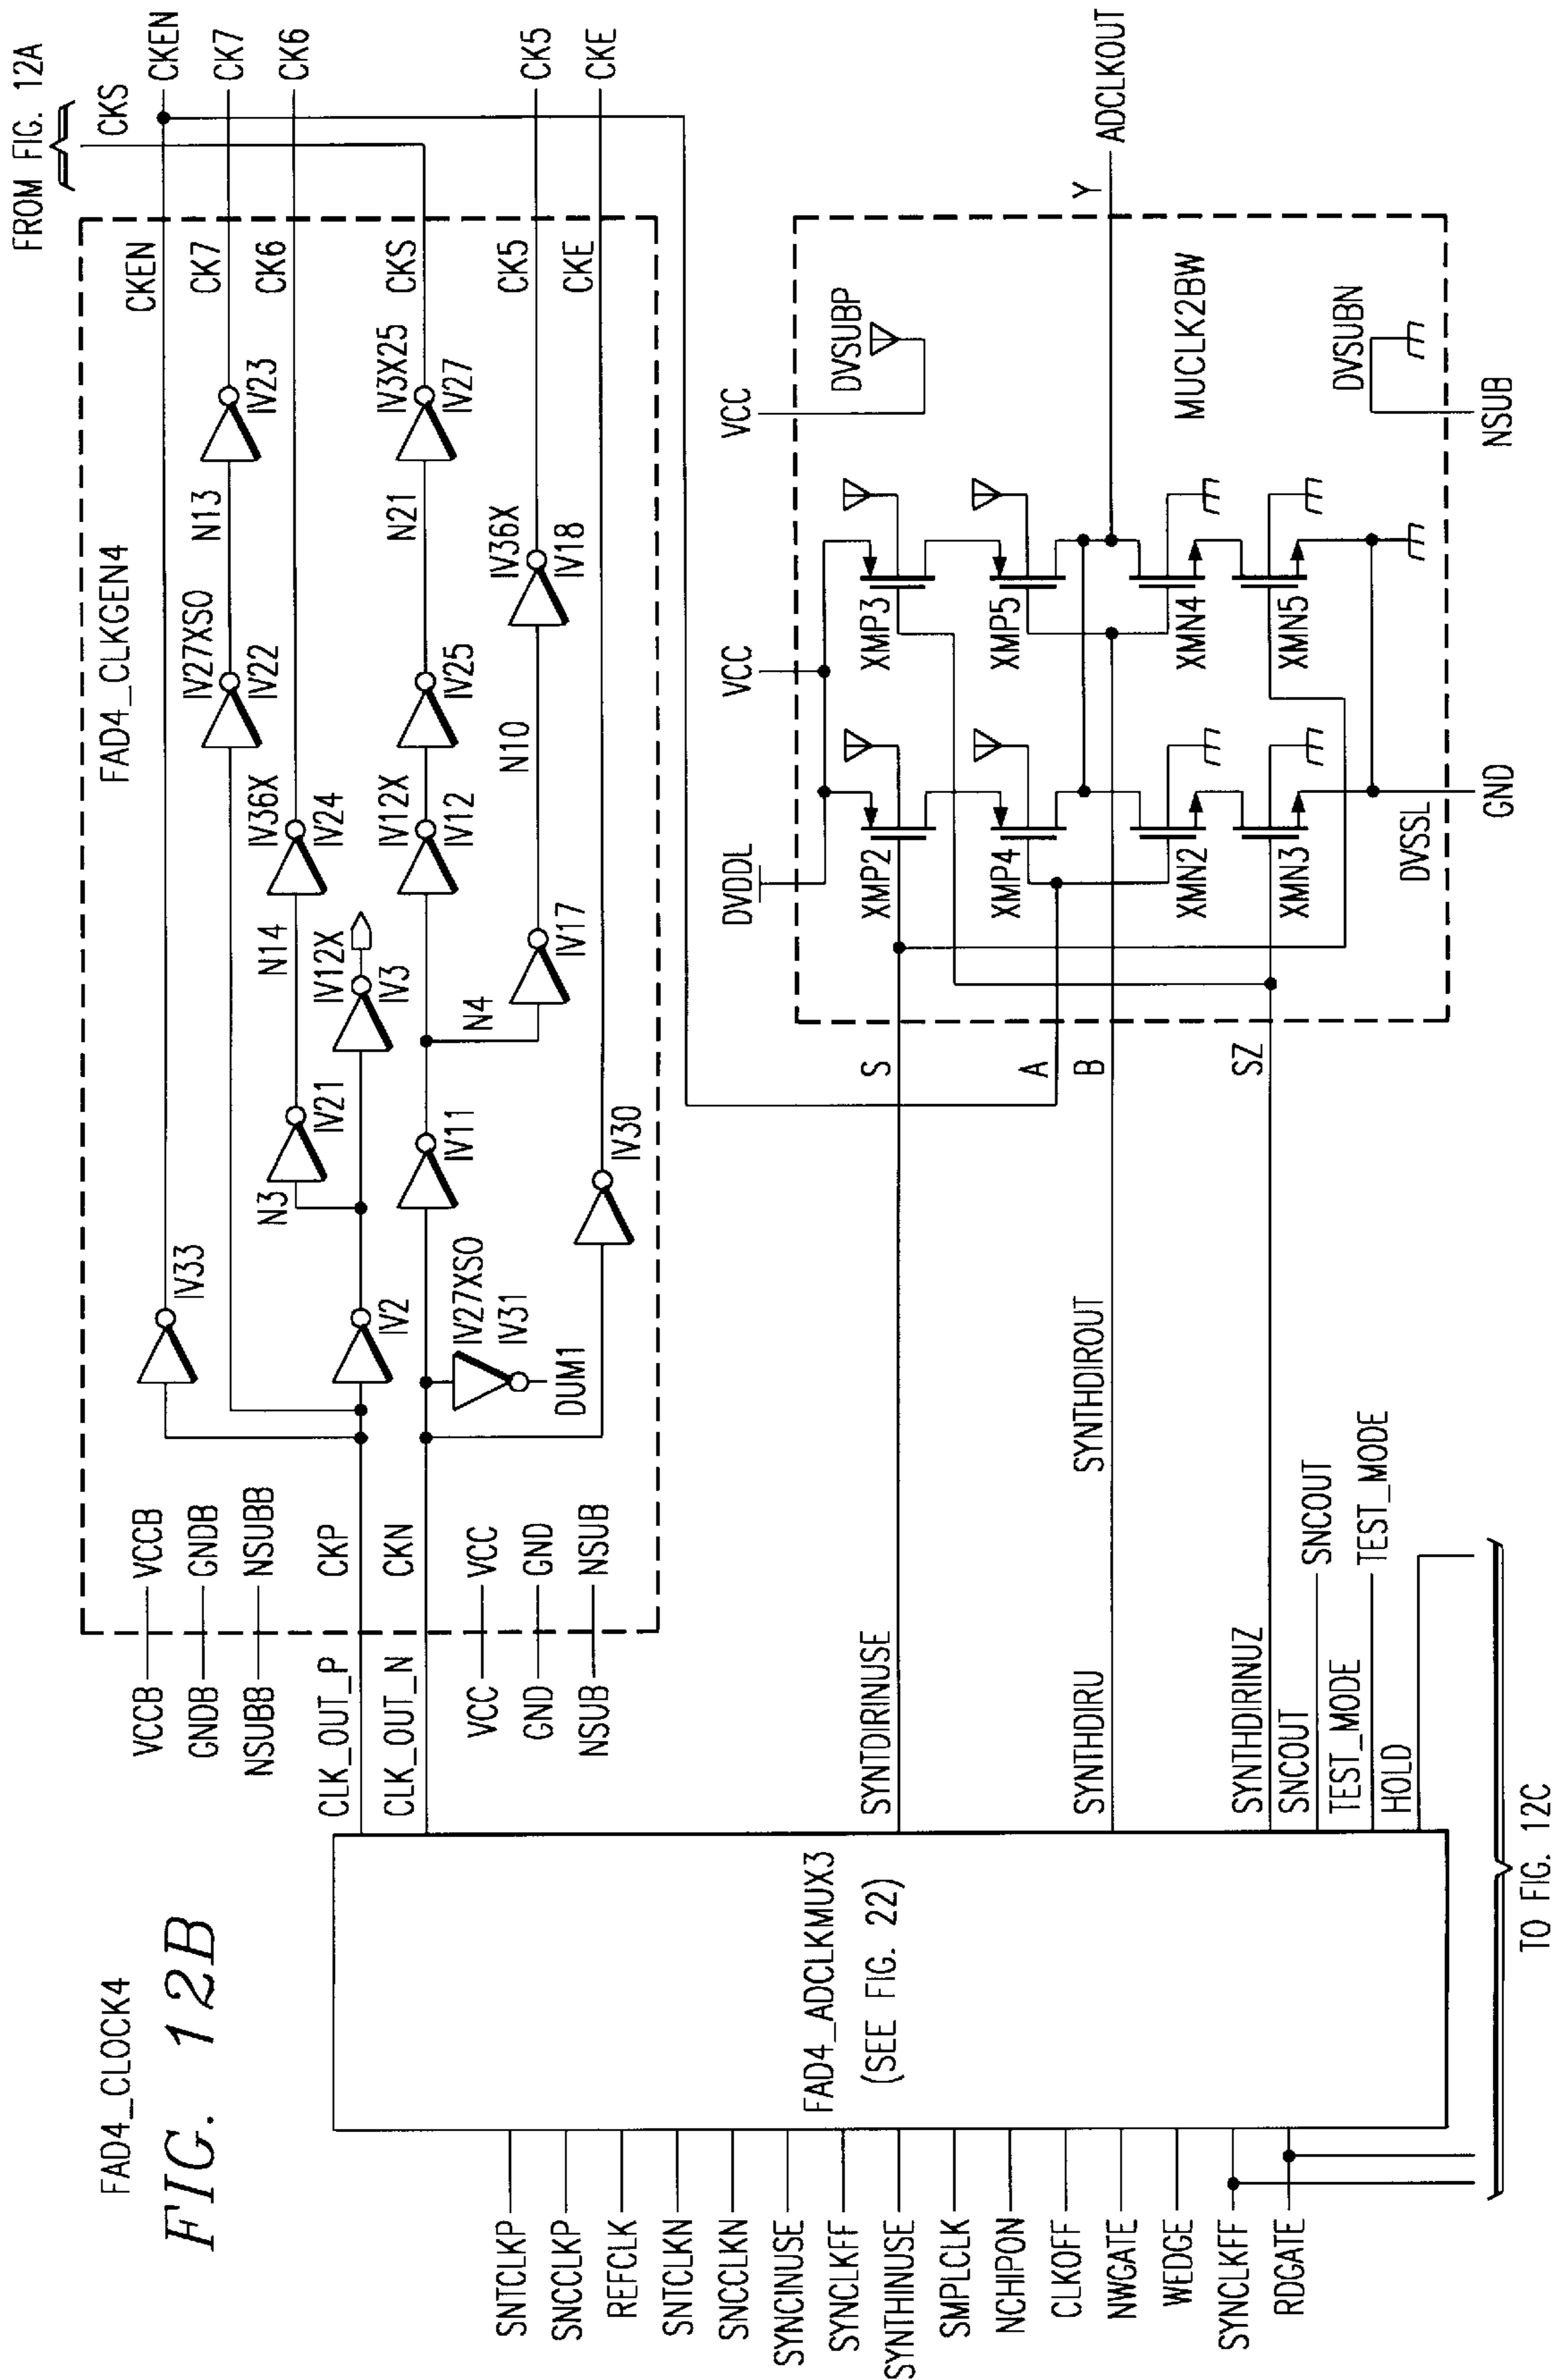 FAD4_CLOCK4
FIG. 12B
FROM FIG. 12A
CKS
FAD4_CLKGEN4
VCCB
VCCB
GNDB
GNDB
NSUBB
NSUBB
CLK_OUT_P
CKP
CLK_OUT_N
CKN
VCC
VCC
GND
GND
NSUB
NSUB
IV33
CKEN
CKEN
IV27XSO
IV22
N13
IV23
CK7
CK7
N3
IV21
N14
IV36X
IV24
CK6
CK6
IV2
IV12X
IV3
IV11
IV12X
IV12
IV25
N21
IV3X25
IV27
CKS
IV27XSO
IV31
DUM1
N4
IV17
N10
IV36X
IV18
CK5
CK5
IV30
CKE
CKE
FAD4_ADCLKMUX3
(SEE FIG. 22)
SNTCLKP
SNCCLKP
REFCLK
SNTCLKN
SNCCLKN
SYNCINUSE
SYNCLKFF
SYNTHINUSE
SMPLCLK
NCHIPON
CLKOFF
NWGATE
WEDGE
SYNCLKFF
RDGATE
SYNTDIRINUSE
S
A
SYNTHDIRU
SYNTHDIROUT
B
SYNTHDRINUZ
SZ
SNCOUT
SNCOUT
TEST_MODE
TEST_MODE
HOLD
TO FIG. 12C
DVDDL
VCC
VCC
DVSUBP
XMP2
XMP3
XMP4
XMP5
XMN2
XMN4
XMN3
XMN5
MUCLK2BW
Y
ADCLKOUT
DVSUBN
DVSSL
GND
NSUB